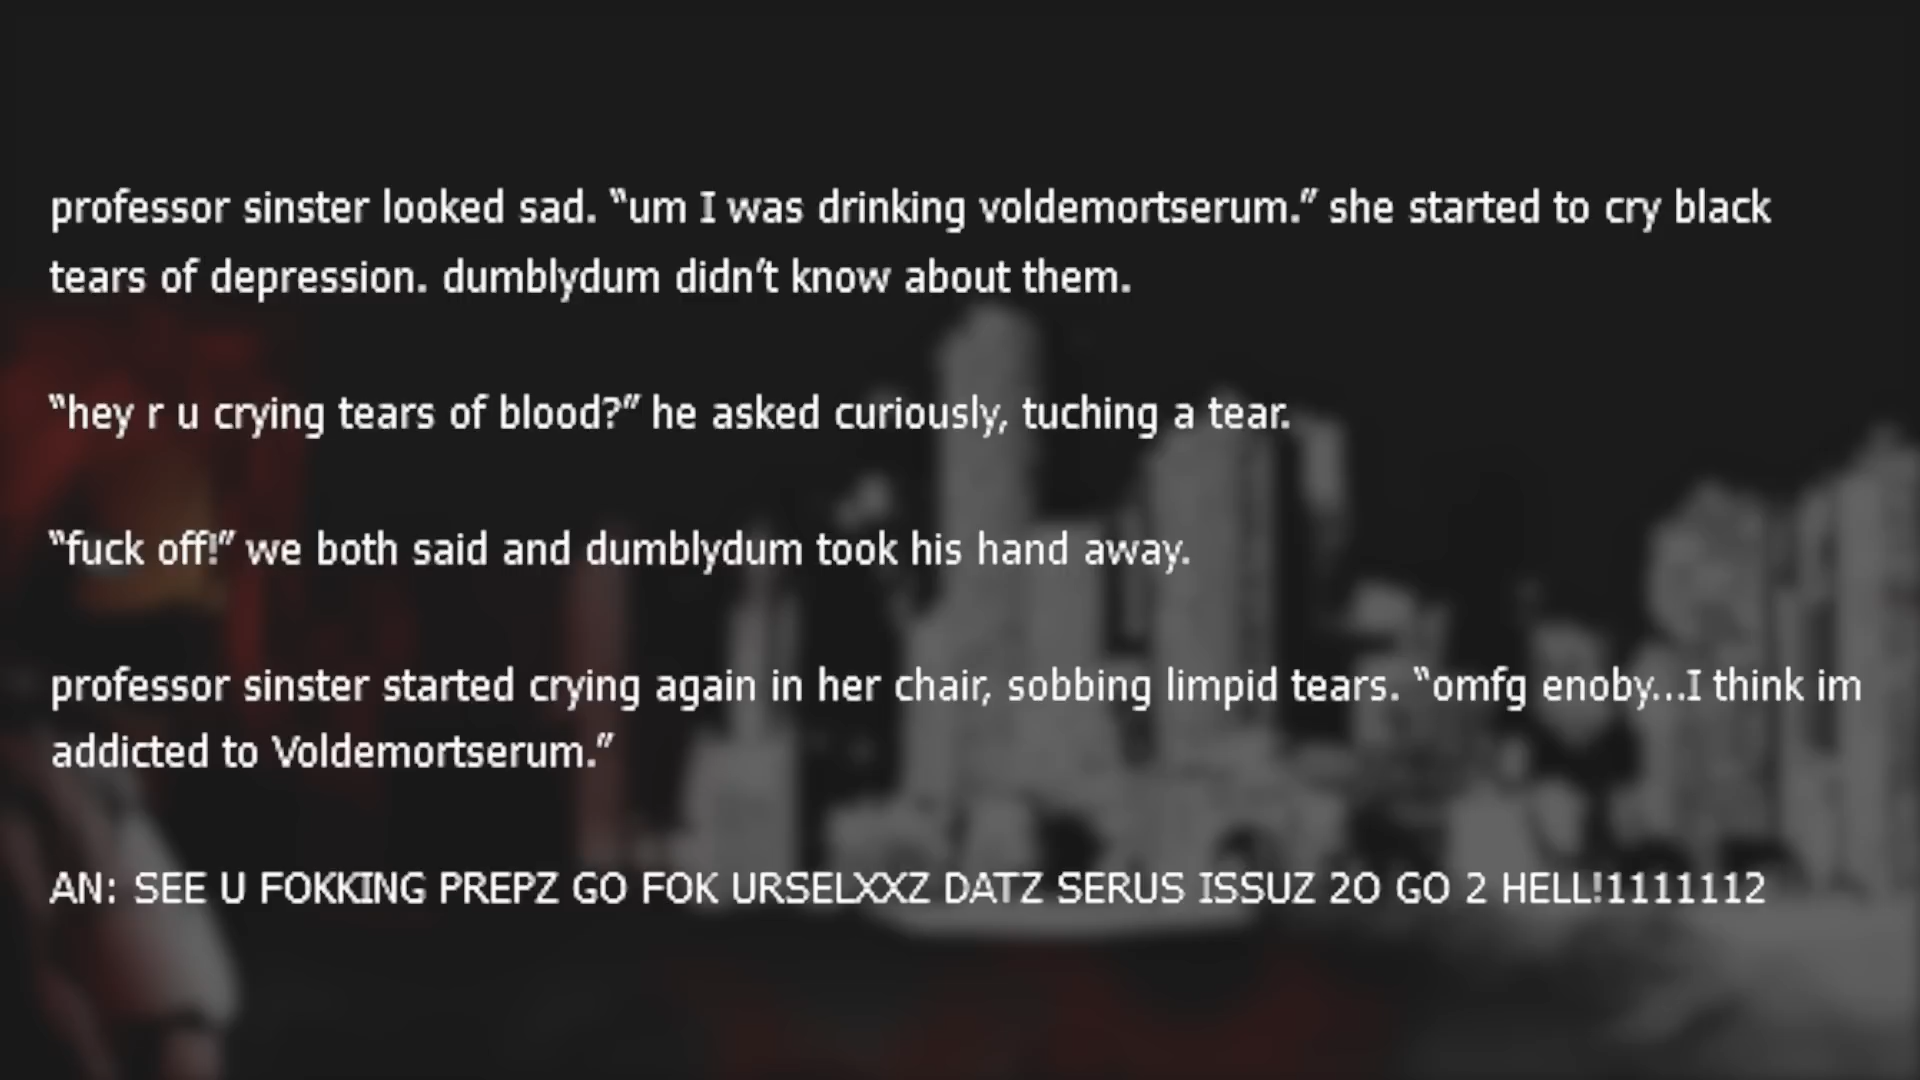 professor sinster looked sad. “um I was drinking voldemortserum.” she started to cry black
tears of depression. dumblydum didn’t know about them.
“hey r u crying tears of blood?” he asked curiously, tuching a tear.
“fuck off!” we both said and dumblydum took his hand away.
professor sinster started crying again in her chair, sobbing limpid tears. “omfg enoby...I think im
addicted to Voldemortserum.”
AN: SEE U FOKKING PREPZ GO FOK URSELXXZ DATZ SERUS ISSUZ 2O GO 2 HELL!1111112